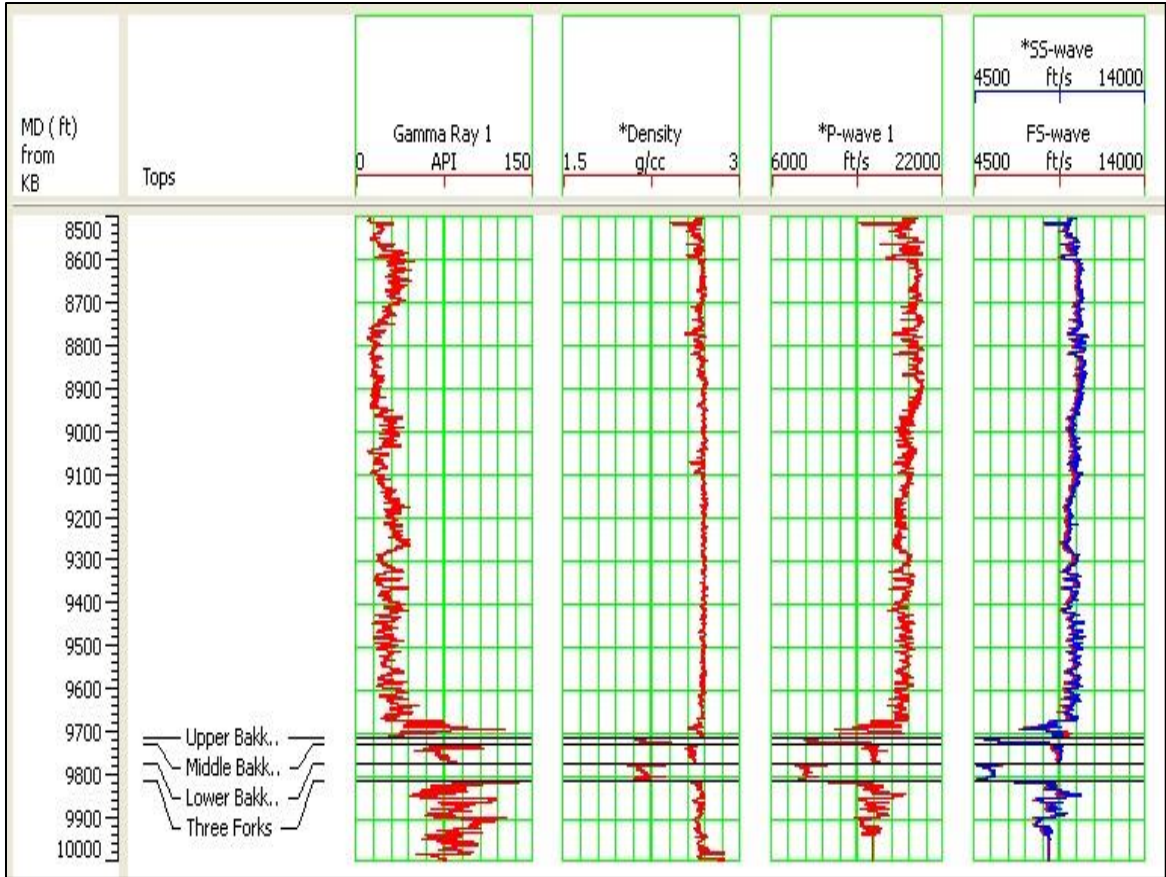 *SS-wave
4500 ft/s 14000
MD ( ft)
from
KB
Tops
Gamma Ray 1
0 API 150
*Density
1.5 g/cc 3
*P-wave 1
6000 ft/s 22000
FS-wave
4500 ft/s 14000
8500
8600
8700
8800
8900
9000
9100
9200
9300
9400
9500
9600
9700
9800
9900
10000
Upper Bakk..
Middle Bakk..
Lower Bakk..
Three Forks